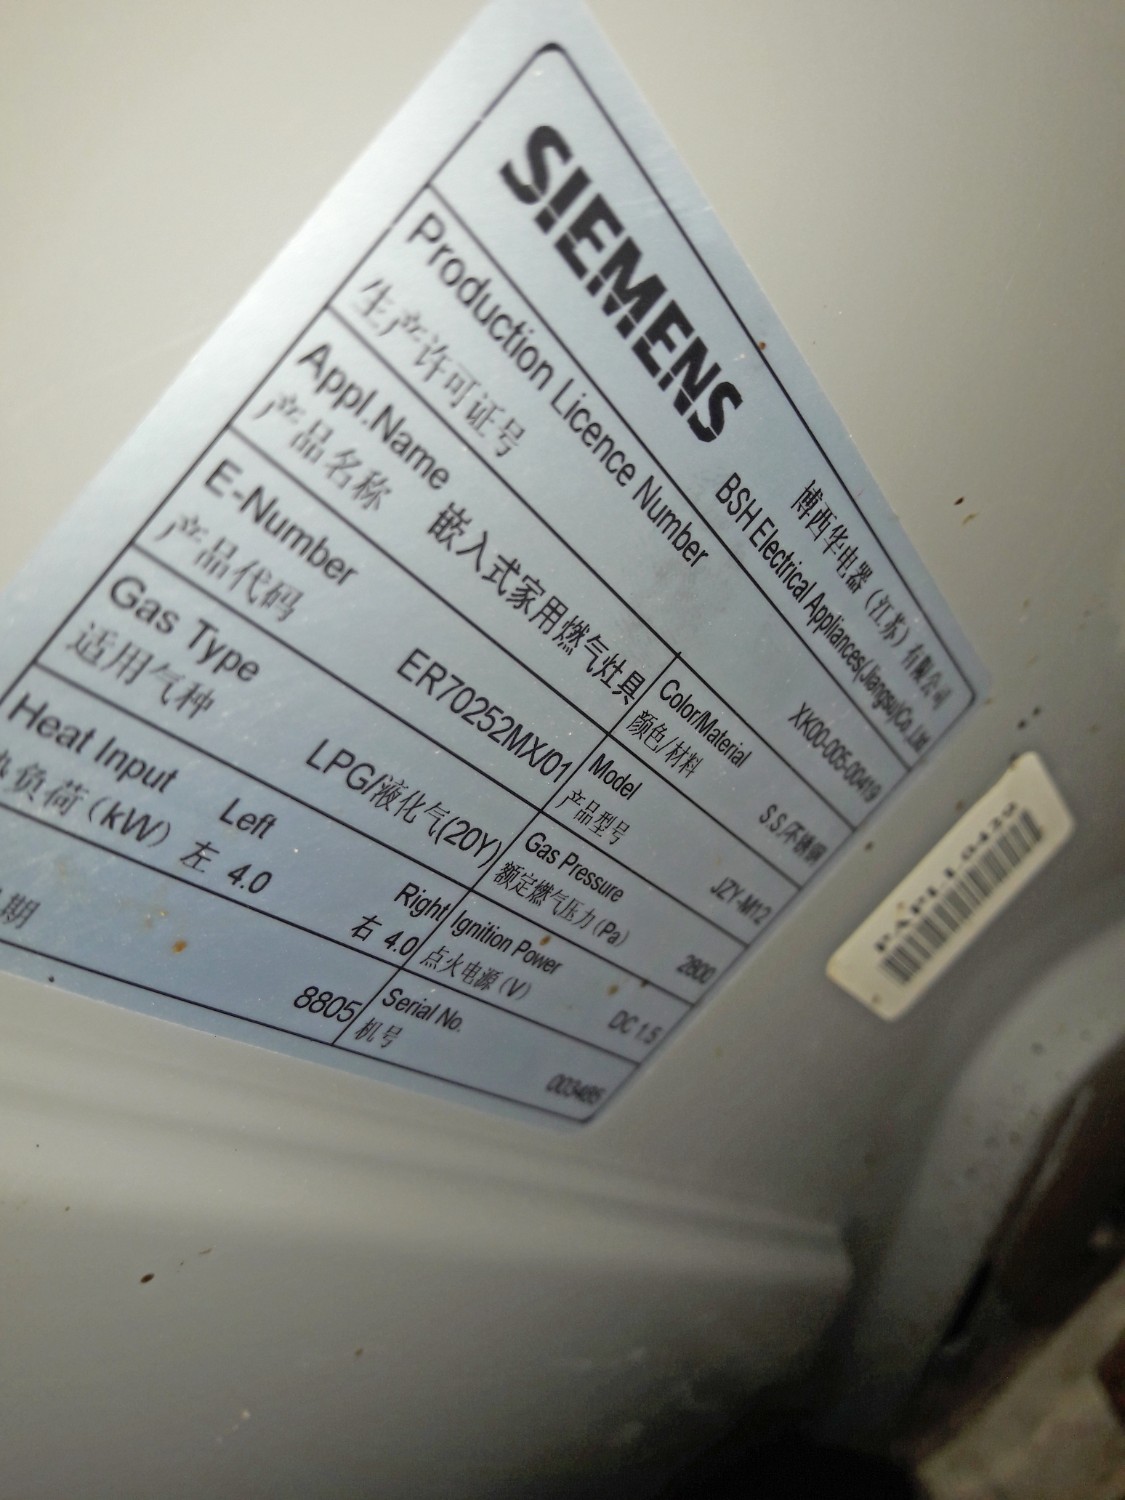 SIEMENS
博西华电器（江苏）有限公司
BSH Electrical Appliances(Jiangsu)Co.,Ltd.
Production Licence Number
生产许可证号
XK00-005-00419
Appl.Name
产品名称
嵌入式家用燃气灶具
Color/Material
颜色/材料
S.S./不锈钢
E-Number
产品代码
ER70252MX/01
Model
产品型号
JZY-M12
Gas Type
适用气种
LPG/液化气(20Y)
Gas Pressure
额定燃气压力(Pa)
2800
Heat Input Left Right
负荷(kW) 左 4.0 右 4.0
Ignition Power
点火电源(V)
DC 1.5
期
8805
Serial No.
机号